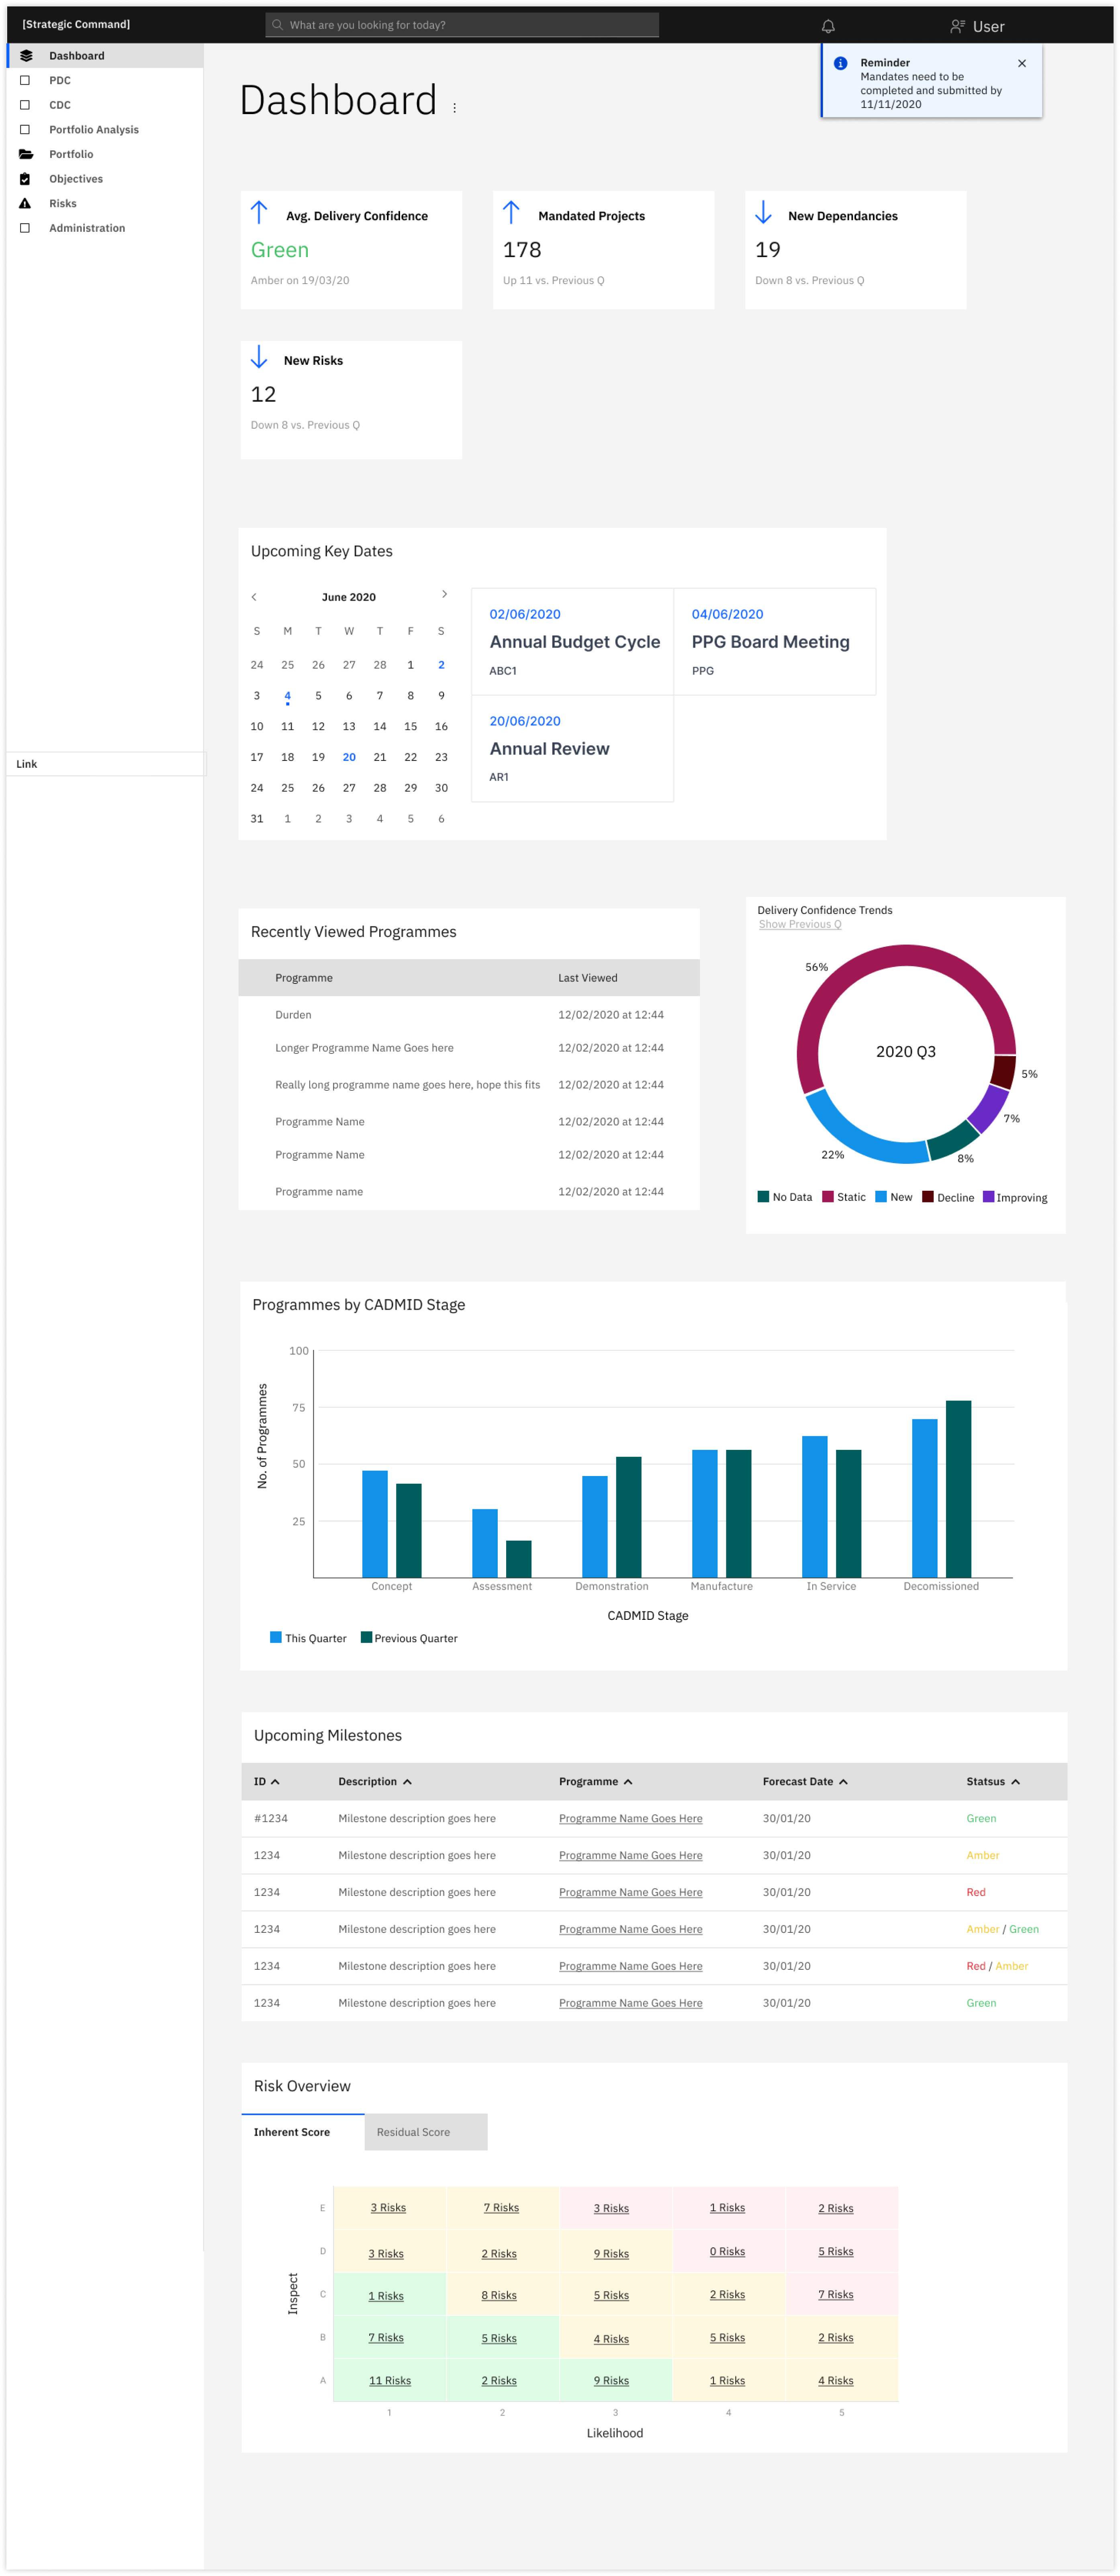 [Strategic Command]
What are you looking for today?
User
Dashboard
PDC
CDC
Portfolio Analysis
Portfolio
Objectives
Risks
Administration
Link
Reminder
Mandates need to be
completed and submitted by
11/11/2020
Dashboard
Avg. Delivery Confidence
Green
Amber on 19/03/20
Mandated Projects
178
Up 11 vs. Previous Q
New Dependancies
19
Down 8 vs. Previous Q
New Risks
12
Down 8 vs. Previous Q
Upcoming Key Dates
June 2020
S M T W T F S
24 25 26 27 28 1 2
3 4 5 6 7 8 9
10 11 12 13 14 15 16
17 18 19 20 21 22 23
24 25 26 27 28 29 30
31 1 2 3 4 5 6
02/06/2020
Annual Budget Cycle
ABC1
04/06/2020
PPG Board Meeting
PPG
20/06/2020
Annual Review
AR1
Recently Viewed Programmes
Programme Last Viewed
Durden 12/02/2020 at 12:44
Longer Programme Name Goes here 12/02/2020 at 12:44
Really long programme name goes here, hope this fits 12/02/2020 at 12:44
Programme Name 12/02/2020 at 12:44
Programme Name 12/02/2020 at 12:44
Programme name 12/02/2020 at 12:44
Delivery Confidence Trends
Show Previous Q
56%
2020 Q3
5%
7%
22%
8%
No Data Static New Decline Improving
Programmes by CADMID Stage
100
75
50
25
No. of Programmes
Concept Assessment Demonstration Manufacture In Service Decomissioned
CADMID Stage
This Quarter Previous Quarter
Upcoming Milestones
ID Description Programme Forecast Date Statsus
#1234 Milestone description goes here Programme Name Goes Here 30/01/20 Green
1234 Milestone description goes here Programme Name Goes Here 30/01/20 Amber
1234 Milestone description goes here Programme Name Goes Here 30/01/20 Red
1234 Milestone description goes here Programme Name Goes Here 30/01/20 Amber / Green
1234 Milestone description goes here Programme Name Goes Here 30/01/20 Red / Amber
1234 Milestone description goes here Programme Name Goes Here 30/01/20 Green
Risk Overview
Inherent Score Residual Score
E 3 Risks 7 Risks 3 Risks 1 Risks 2 Risks
D 3 Risks 2 Risks 9 Risks 0 Risks 5 Risks
C 1 Risks 8 Risks 5 Risks 2 Risks 7 Risks
B 7 Risks 5 Risks 4 Risks 5 Risks 2 Risks
A 11 Risks 2 Risks 9 Risks 1 Risks 4 Risks
Inspect
1 2 3 4 5
Likelihood